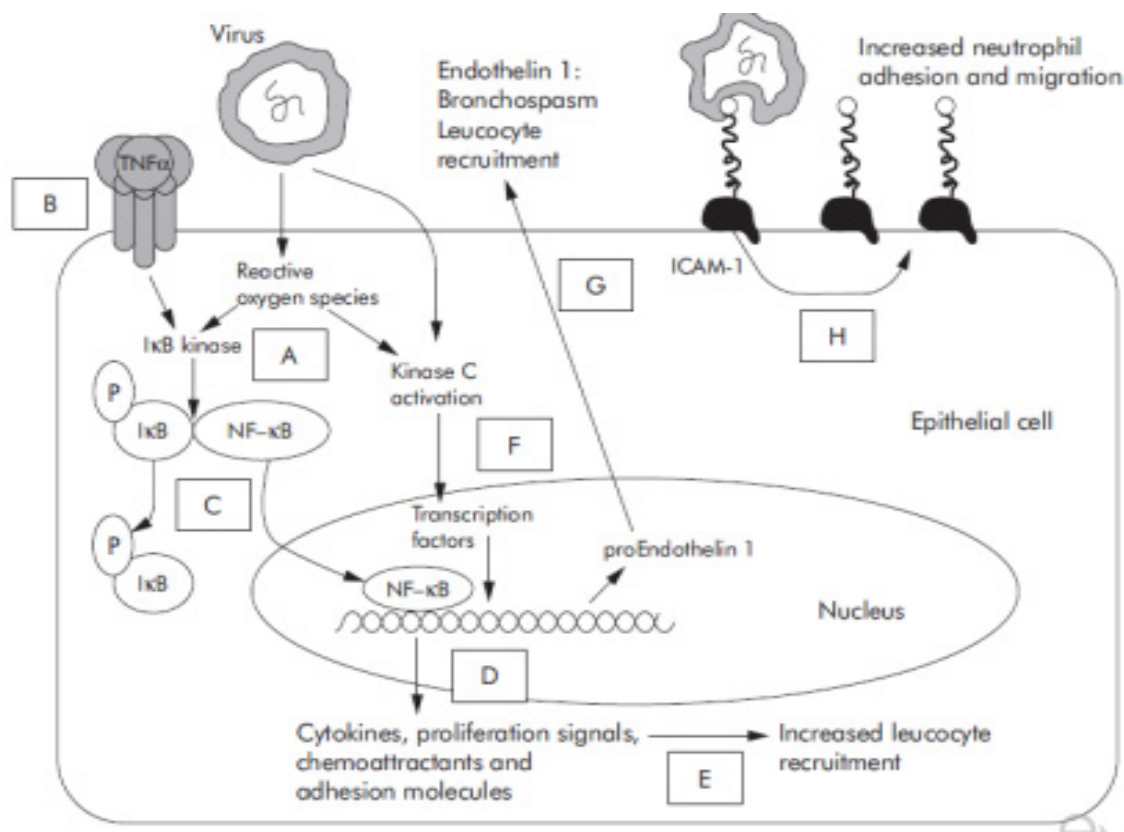 Virus
Endothelin 1:
Bronchospasm
Leucocyte
recruitment
Increased neutrophil
adhesion and migration
TNFα
B
ICAM-1
Reactive
oxygen species
G
H
IκB kinase
A
Kinase C
activation
P
IκB
NF-κB
F
Epithelial cell
C
Transcription
factors
proEndothelin 1
P
IκB
NF-κB
Nucleus
D
Cytokines, proliferation signals,
chemoattractants and
adhesion molecules
Increased leucocyte
recruitment
E